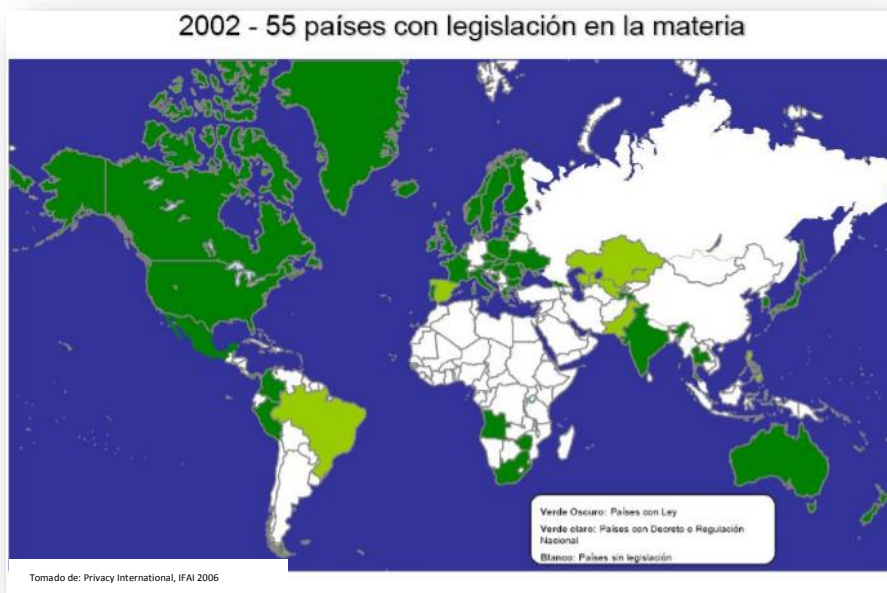 2002 - 55 países con legislación en la materia
Verde Oscuro: Países con Ley
Verde claro: Países con Decreto o Regulación
Nacional
Blanco: Países sin legislación
Tomado de: Privacy International, IFAI 2006